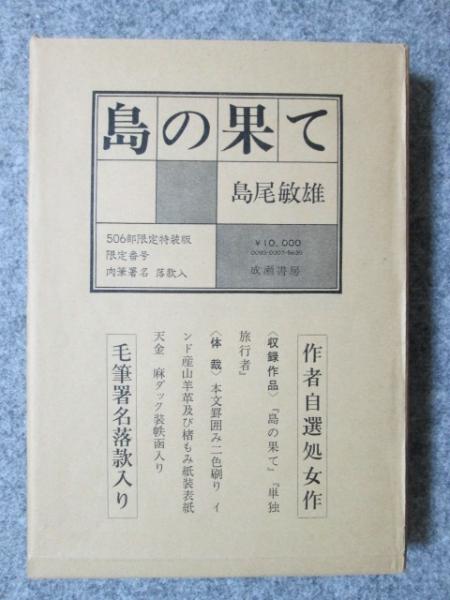 島の果て
島尾敏雄
506部限定特装版
限定番号
肉筆署名 落款入
¥10,000
成瀬書房
作者自選処女作
〈収録作品〉『島の果て』『単独
旅行者』
〈体 裁〉本文罫囲み二色刷り イ
ンド産山羊革及び楮もみ紙装表紙
天金 麻ダック装帙函入り
毛筆署名落款入り